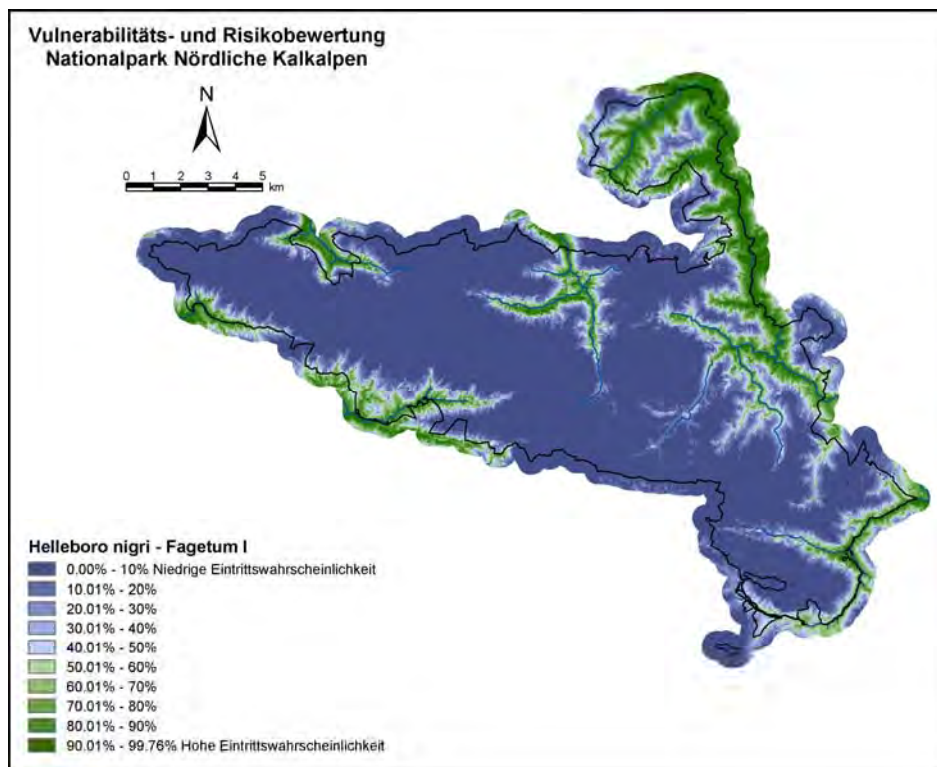 Vulnerabilitäts- und Risikobewertung
Nationalpark Nördliche Kalkalpen
N
0 1 2 3 4 5
km
Helleboro nigri - Fagetum I
0.00% - 10% Niedrige Eintrittswahrscheinlichkeit
10.01% - 20%
20.01% - 30%
30.01% - 40%
40.01% - 50%
50.01% - 60%
60.01% - 70%
70.01% - 80%
80.01% - 90%
90.01% - 99.76% Hohe Eintrittswahrscheinlichkeit